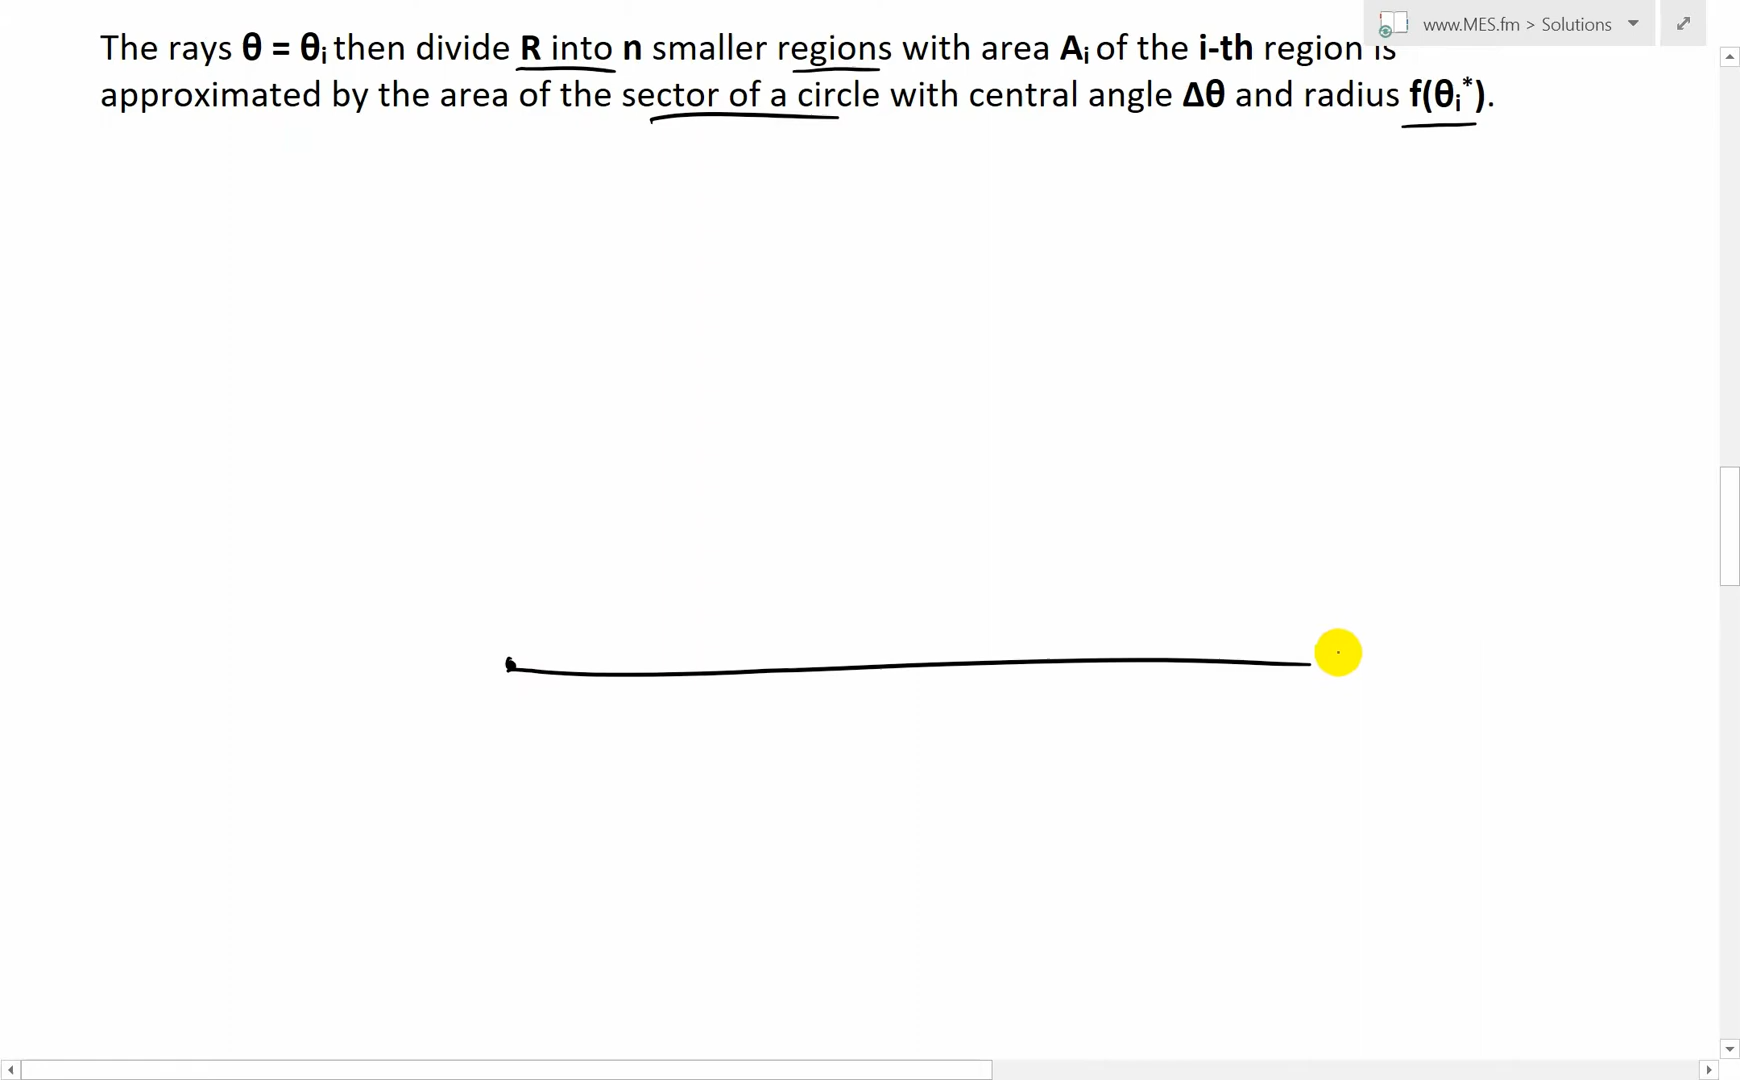 www.MES.fm > Solutions
The rays θ = θᵢ then divide R into n smaller regions with area Aᵢ of the i-th region is
approximated by the area of the sector of a circle with central angle Δθ and radius f(θᵢ*).